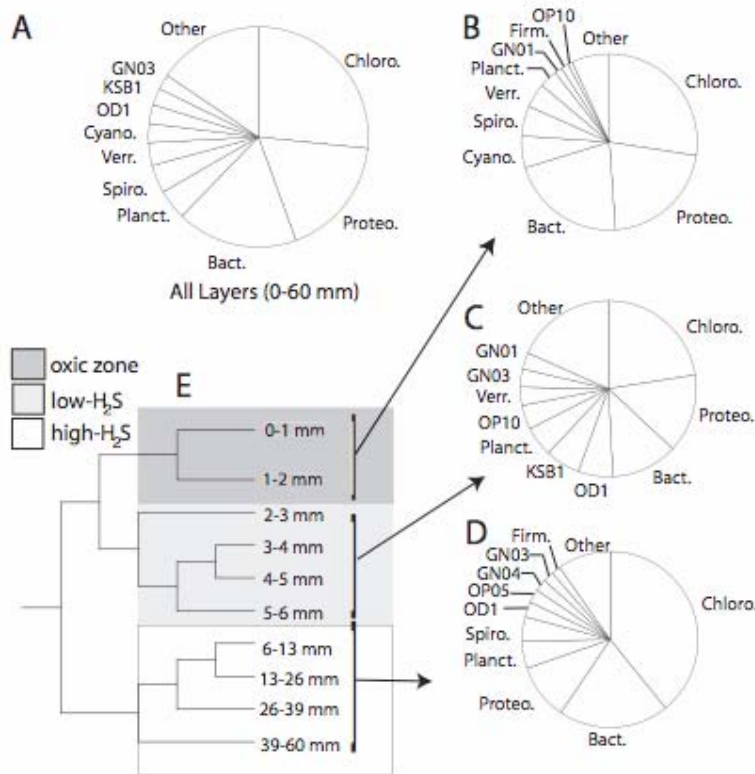 A
Other
Chloro.
GN03
KSB1
OD1
Cyano.
Verr.
Spiro.
Planct.
Proteo.
Bact.
All Layers (0-60 mm)
B
OP10
Firm.
Other
GN01
Planct.
Chloro.
Verr.
Spiro.
Cyano.
Bact.
Proteo.
C
Other
Chloro.
GN01
GN03
Verr.
Proteo.
OP10
Planct.
KSB1
Bact.
OD1
D
Firm.
Other
GN03
GN04
OP05
Chloro.
OD1
Spiro.
Planct.
Proteo.
Bact.
oxic zone
low-H₂S
high-H₂S
E
0-1 mm
1-2 mm
2-3 mm
3-4 mm
4-5 mm
5-6 mm
6-13 mm
13-26 mm
26-39 mm
39-60 mm